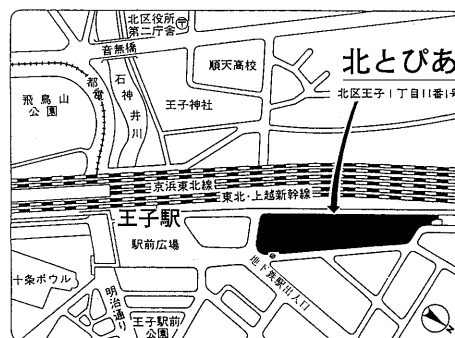 北区役所
第二庁舎
音無橋
順天高校
北とぴあ
北区王子1丁目11番1号
都電
石神井川
飛鳥山
公園
王子神社
京浜東北線
東北・上越新幹線
王子駅
駅前広場
地下鉄駅出入口
十条ボウル
明治通り
王子駅前
公園
N